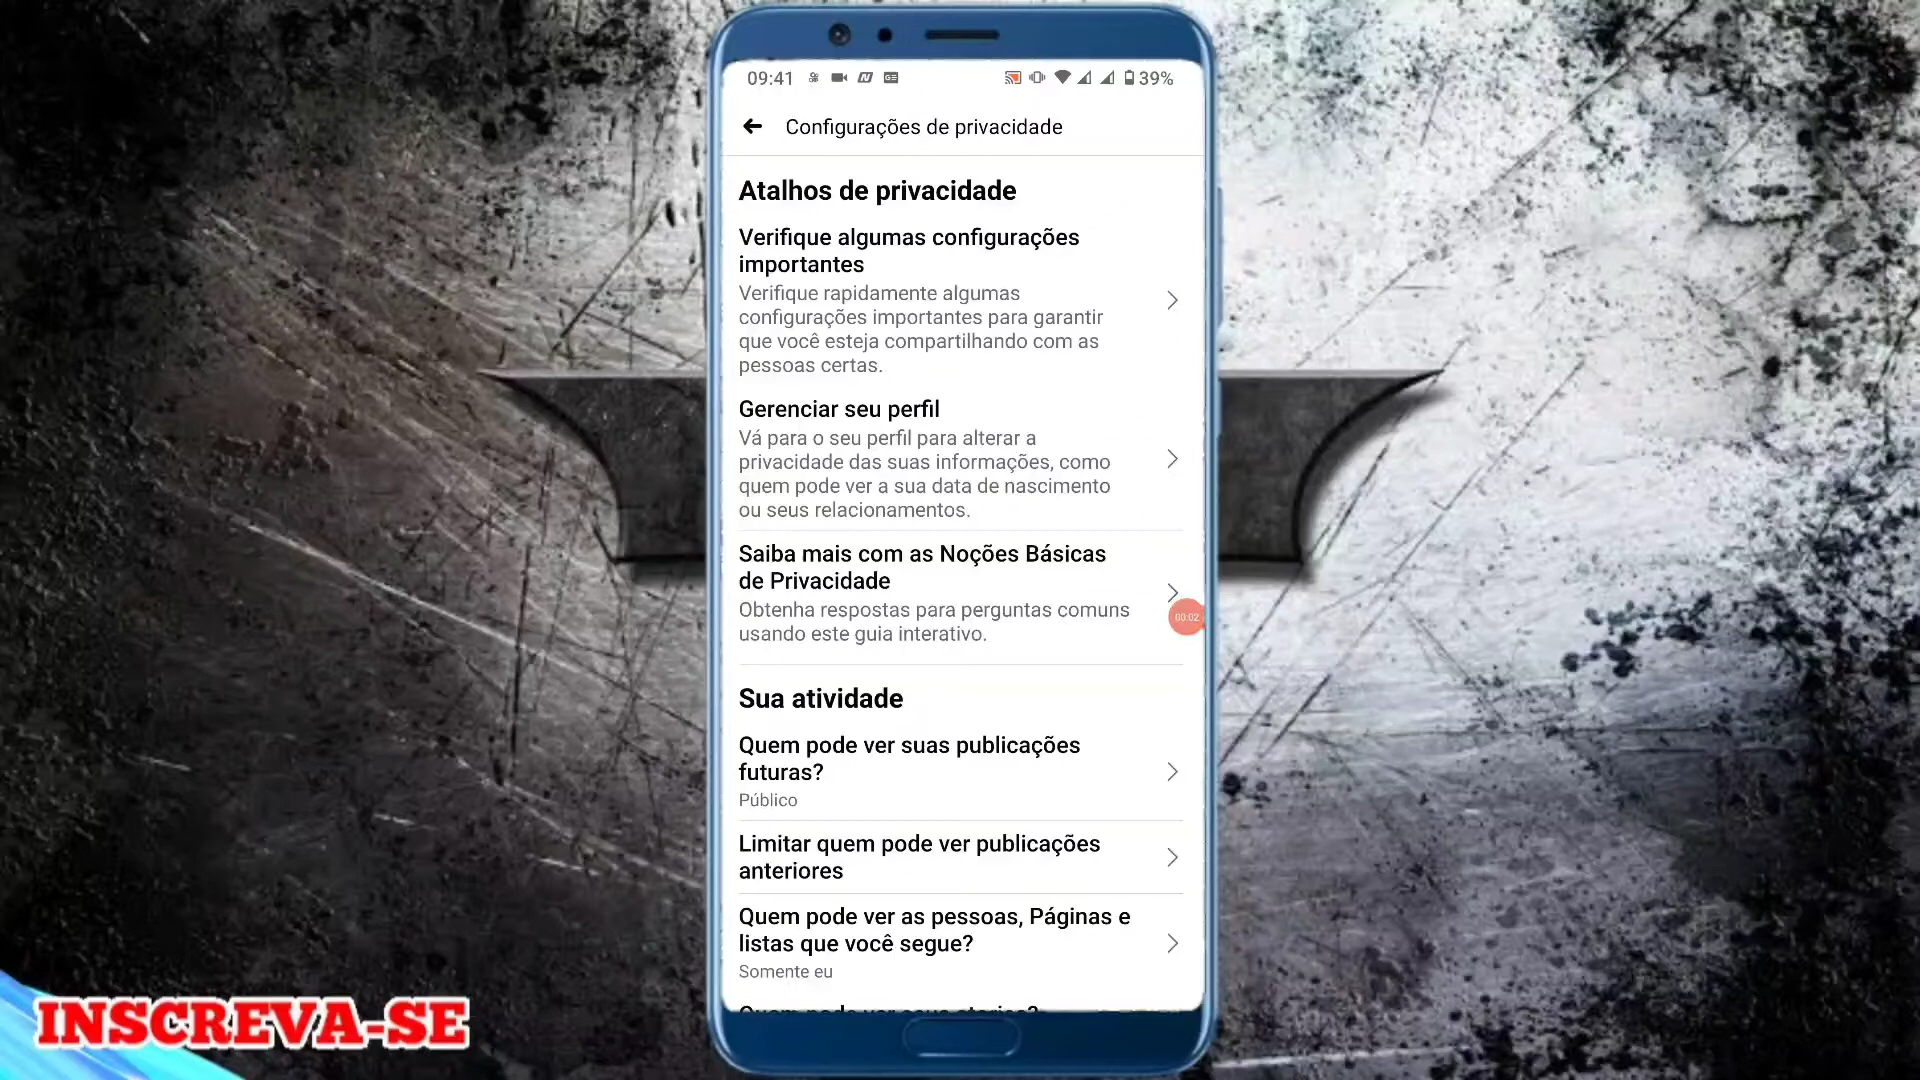 09:41
39%
Configurações de privacidade
Atalhos de privacidade
Verifique algumas configurações
importantes
Verifique rapidamente algumas
configurações importantes para garantir
que você esteja compartilhando com as
pessoas certas.
Gerenciar seu perfil
Vá para o seu perfil para alterar a
privacidade das suas informações, como
quem pode ver a sua data de nascimento
ou seus relacionamentos.
Saiba mais com as Noções Básicas
de Privacidade
Obtenha respostas para perguntas comuns
usando este guia interativo.
00:02
Sua atividade
Quem pode ver suas publicações
futuras?
Público
Limitar quem pode ver publicações
anteriores
Quem pode ver as pessoas, Páginas e
listas que você segue?
Somente eu
INSCREVA-SE